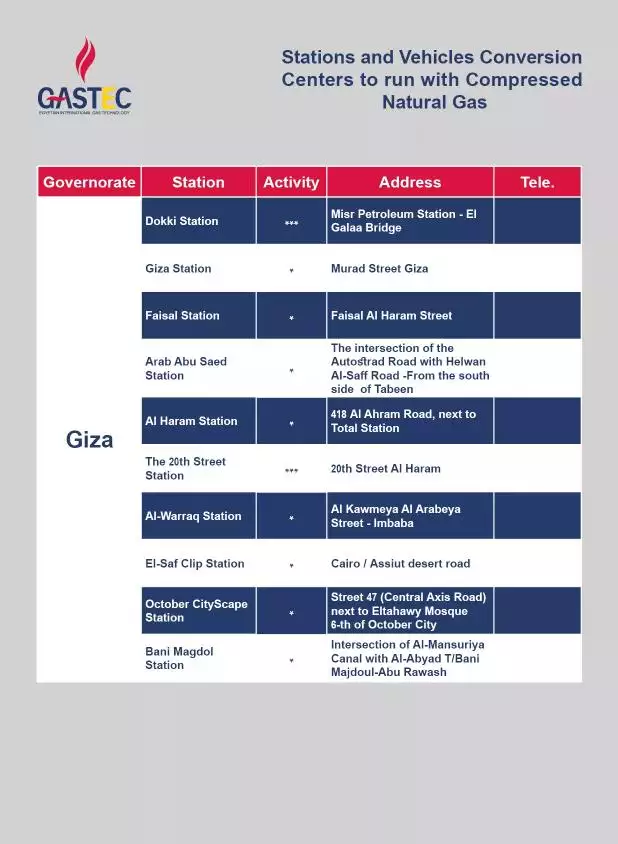 GASTEC
EGYPTIAN INTERNATIONAL GAS TECHNOLOGY
Stations and Vehicles Conversion
Centers to run with Compressed
Natural Gas
Governorate Station Activity Address Tele.
Giza
Dokki Station *** Misr Petroleum Station - El
Galaa Bridge
Giza Station * Murad Street Giza
Faisal Station * Faisal Al Haram Street
Arab Abu Saed
Station
*
The intersection of the
Autostrad Road with Helwan
Al-Saff Road -From the south
side of Tabeen
Al Haram Station * 418 Al Ahram Road, next to
Total Station
The 20th Street
Station
***
20th Street Al Haram
Al-Warraq Station * Al Kawmeya Al Arabeya
Street - Imbaba
El-Saf Clip Station * Cairo / Assiut desert road
October CityScape
Station
*
Street 47 (Central Axis Road)
next to Eltahawy Mosque
6-th of October City
Bani Magdol
Station
*
Intersection of Al-Mansuriya
Canal with Al-Abyad T/Bani
Majdoul-Abu Rawash